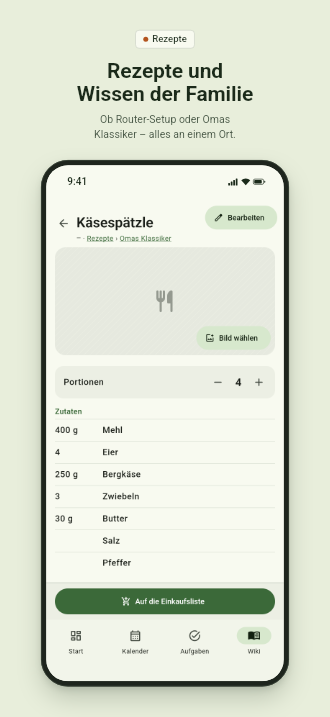 Rezepte
Rezepte und
Wissen der Familie
Ob Router-Setup oder Omas
Klassiker – alles an einem Ort.
9:41
Bearbeiten
Käsespätzle
Rezepte › Omas Klassiker
Bild wählen
Portionen
4
Zutaten
400 g Mehl
4 Eier
250 g Bergkäse
3 Zwiebeln
30 g Butter
Salz
Pfeffer
Auf die Einkaufsliste
Start Kalender Aufgaben Wiki